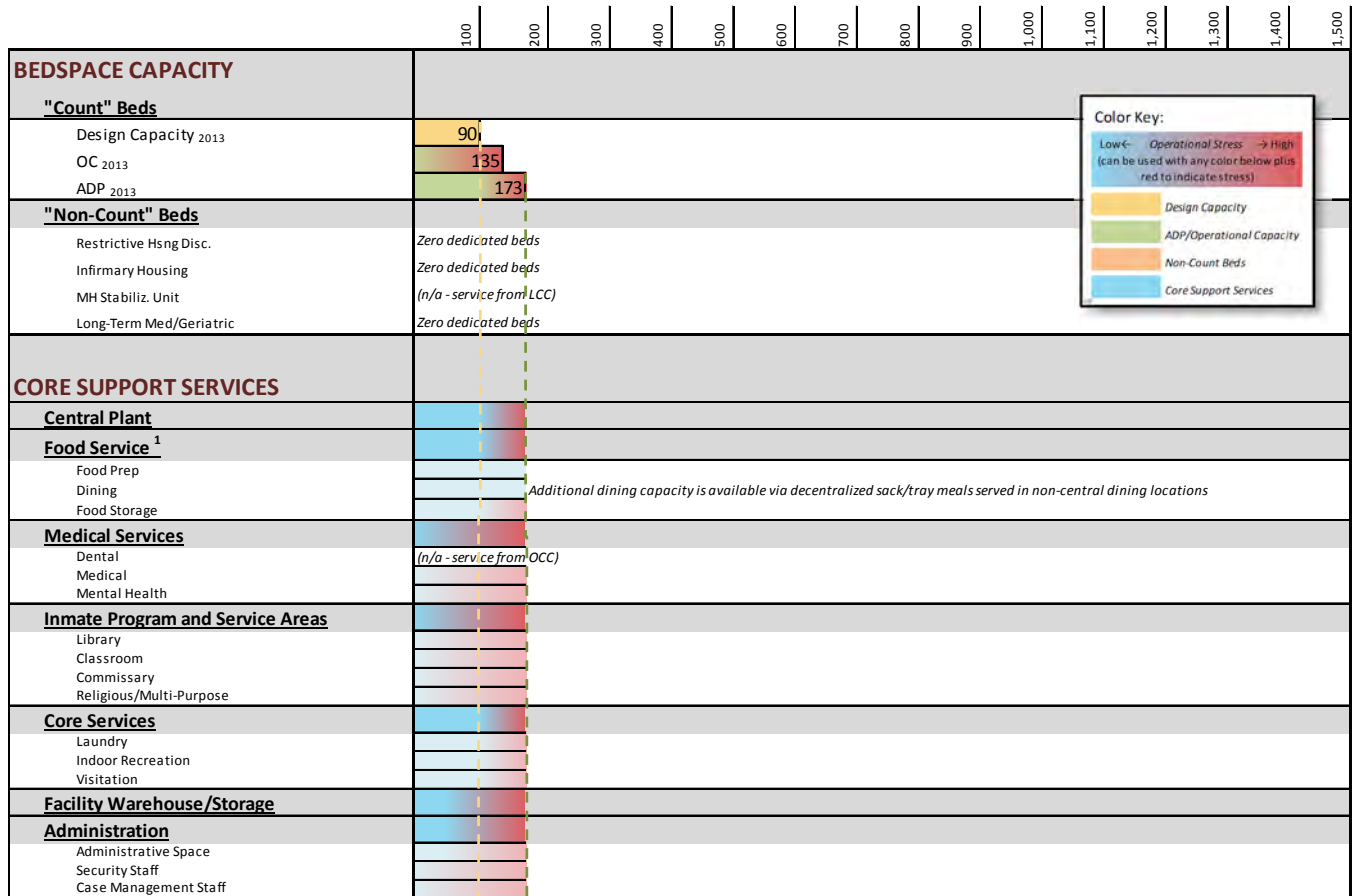 100 200 300 400 500 600 700 800 900 1,000 1,100 1,200 1,300 1,400 1,500
BEDSPACE CAPACITY
"Count" Beds
Design Capacity 2013 90
OC 2013 135
ADP 2013 173
"Non-Count" Beds
Restrictive Hsng Disc. Zero dedicated beds
Infirmary Housing Zero dedicated beds
MH Stabiliz. Unit (n/a - service from LCC)
Long-Term Med/Geriatric Zero dedicated beds
Color Key:
Low← Operational Stress → High
(can be used with any color below plus
red to indicate stress)
Design Capacity
ADP/Operational Capacity
Non-Count Beds
Core Support Services
CORE SUPPORT SERVICES
Central Plant
Food Service 1
Food Prep
Dining Additional dining capacity is available via decentralized sack/tray meals served in non-central dining locations
Food Storage
Medical Services
Dental (n/a - service from OCC)
Medical
Mental Health
Inmate Program and Service Areas
Library
Classroom
Commissary
Religious/Multi-Purpose
Core Services
Laundry
Indoor Recreation
Visitation
Facility Warehouse/Storage
Administration
Administrative Space
Security Staff
Case Management Staff